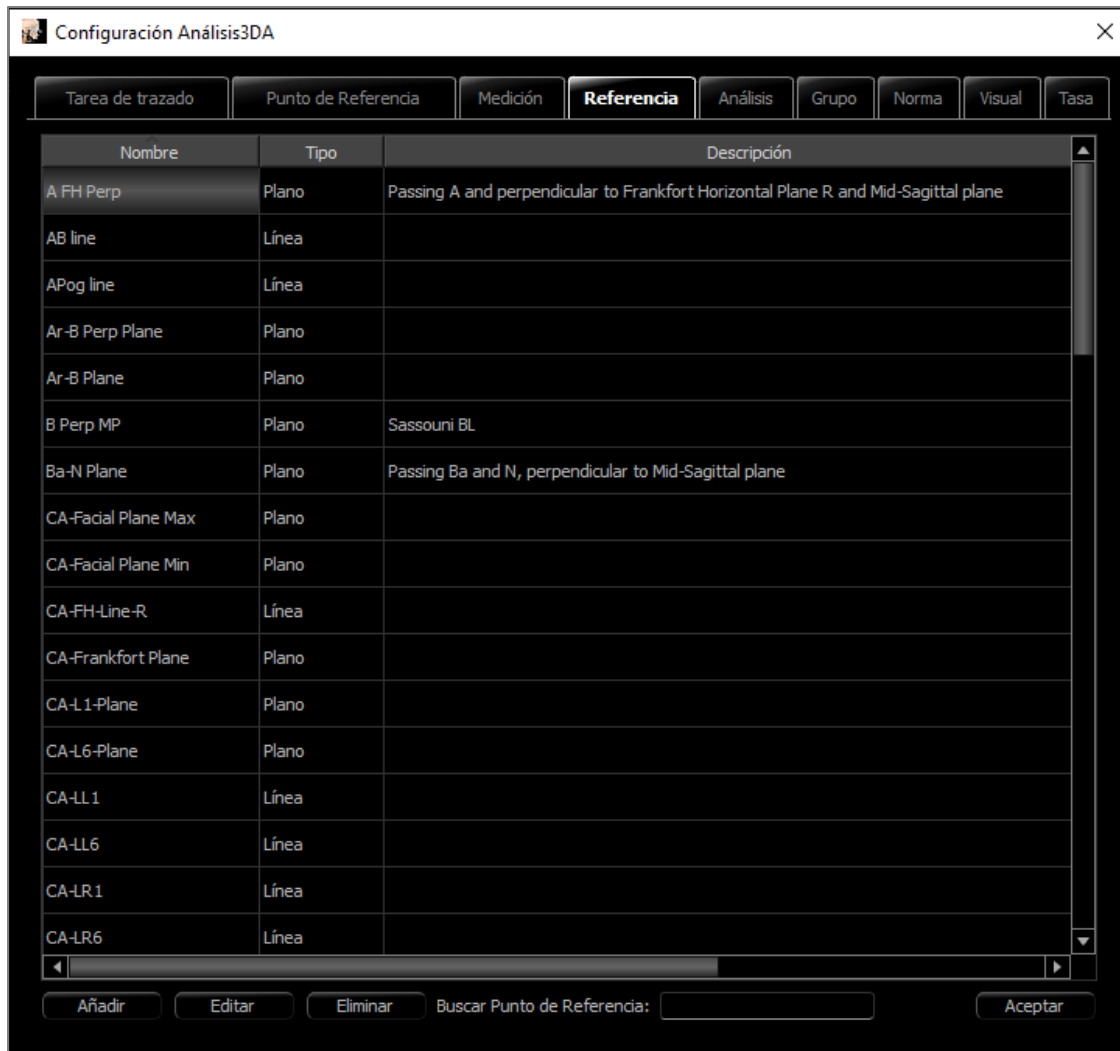 Configuración Análisis3DA
Tarea de trazado Punto de Referencia Medición Referencia Análisis Grupo Norma Visual Tasa
Nombre Tipo Descripción
A FH Perp Plano Passing A and perpendicular to Frankfort Horizontal Plane R and Mid-Sagittal plane
AB line Línea
APog line Línea
Ar-B Perp Plane Plano
Ar-B Plane Plano
B Perp MP Plano Sassouni BL
Ba-N Plane Plano Passing Ba and N, perpendicular to Mid-Sagittal plane
CA-Facial Plane Max Plano
CA-Facial Plane Min Plano
CA-FH-Line-R Línea
CA-Frankfort Plane Plano
CA-L1-Plane Plano
CA-L6-Plane Plano
CA-LL1 Línea
CA-LL6 Línea
CA-LR1 Línea
CA-LR6 Línea
Añadir Editar Eliminar Buscar Punto de Referencia: Aceptar